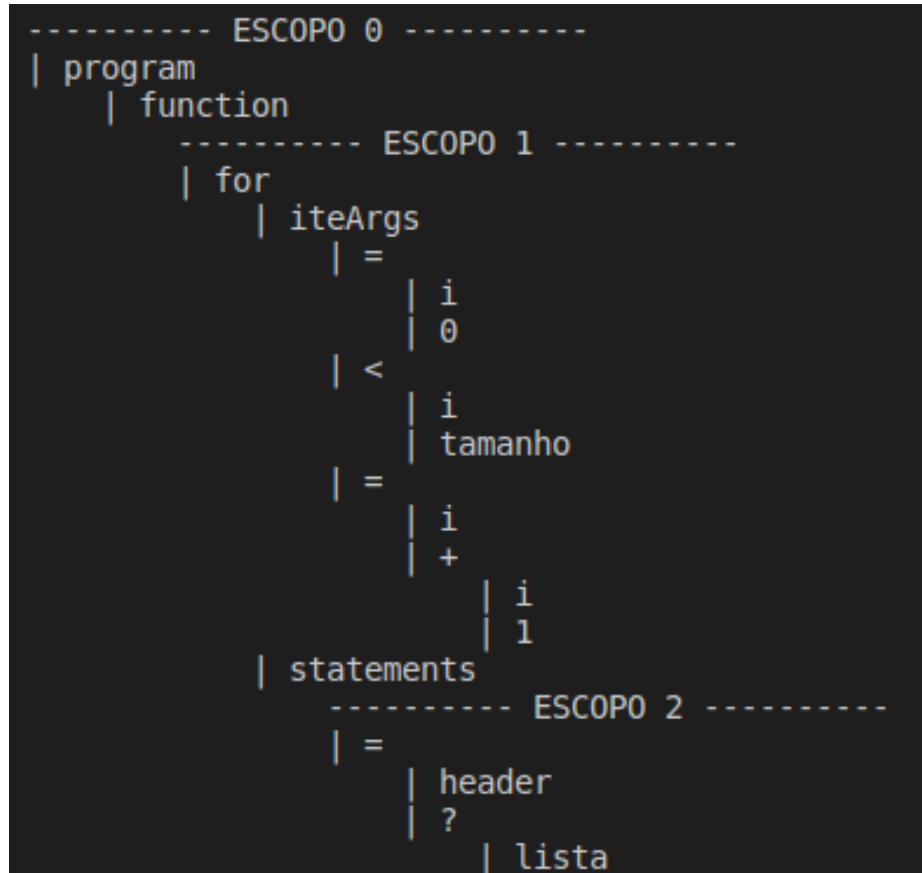 ---------- ESCOPO 0 ----------
| program
    | function
        ---------- ESCOPO 1 ----------
        | for
            | iteArgs
                | =
                    | i
                    | 0
                | <
                    | i
                    | tamanho
                | =
                    | i
                    | +
                        | i
                        | 1
            | statements
                ---------- ESCOPO 2 ----------
                | =
                    | header
                    | ?
                        | lista